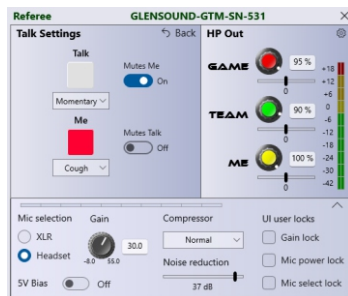 Referee
GLENSOUND-GTM-SN-531
Talk Settings
Back
Talk
Mutes Me
On
Momentary
Me
Mutes Talk
Off
Cough
HP Out
GAME
95 %
0
TEAM
90 %
0
ME
100 %
0
+18
+12
+6
0
-6
-12
-18
-24
-30
-42
Mic selection
XLR
Headset
5V Bias
Off
Gain
-8.0
55.0
30.0
Compressor
Normal
Noise reduction
37 dB
UI user locks
Gain lock
Mic power lock
Mic select lock